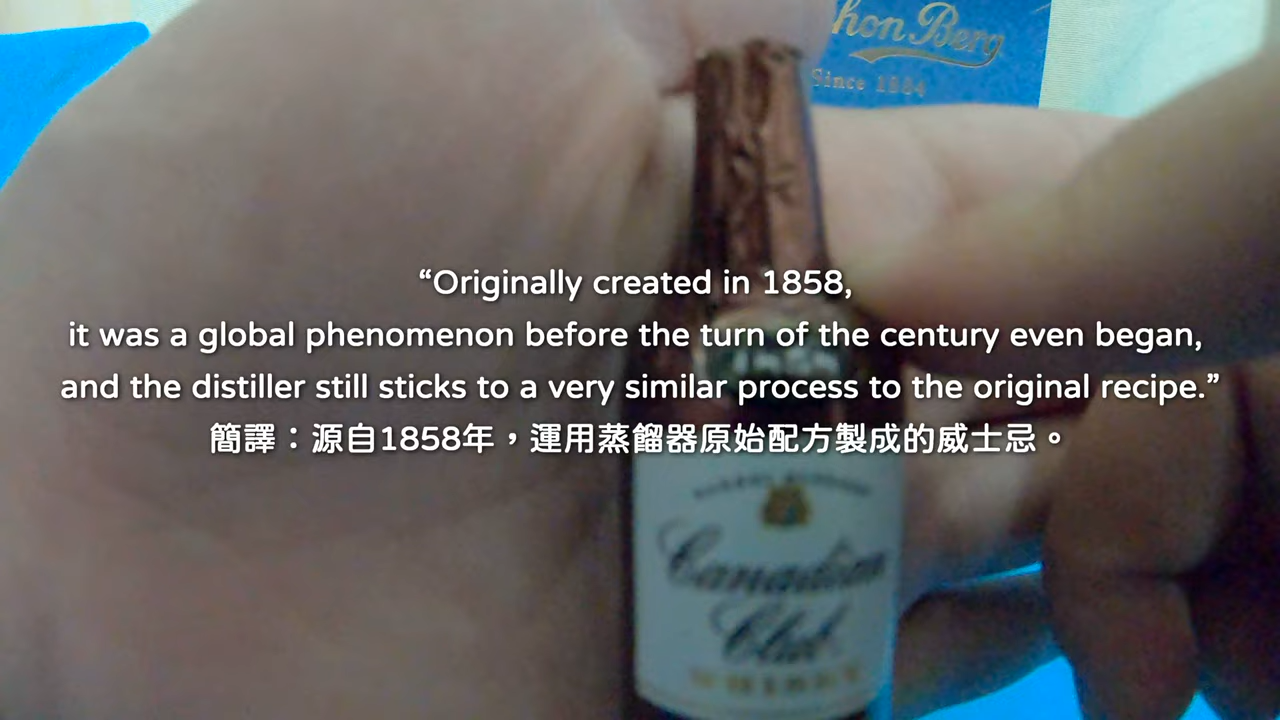 hon Berg
Since 1884
“Originally created in 1858,
it was a global phenomenon before the turn of the century even began,
and the distiller still sticks to a very similar process to the original recipe.”
簡譯：源自1858年，運用蒸餾器原始配方製成的威士忌。
Canadian
Club